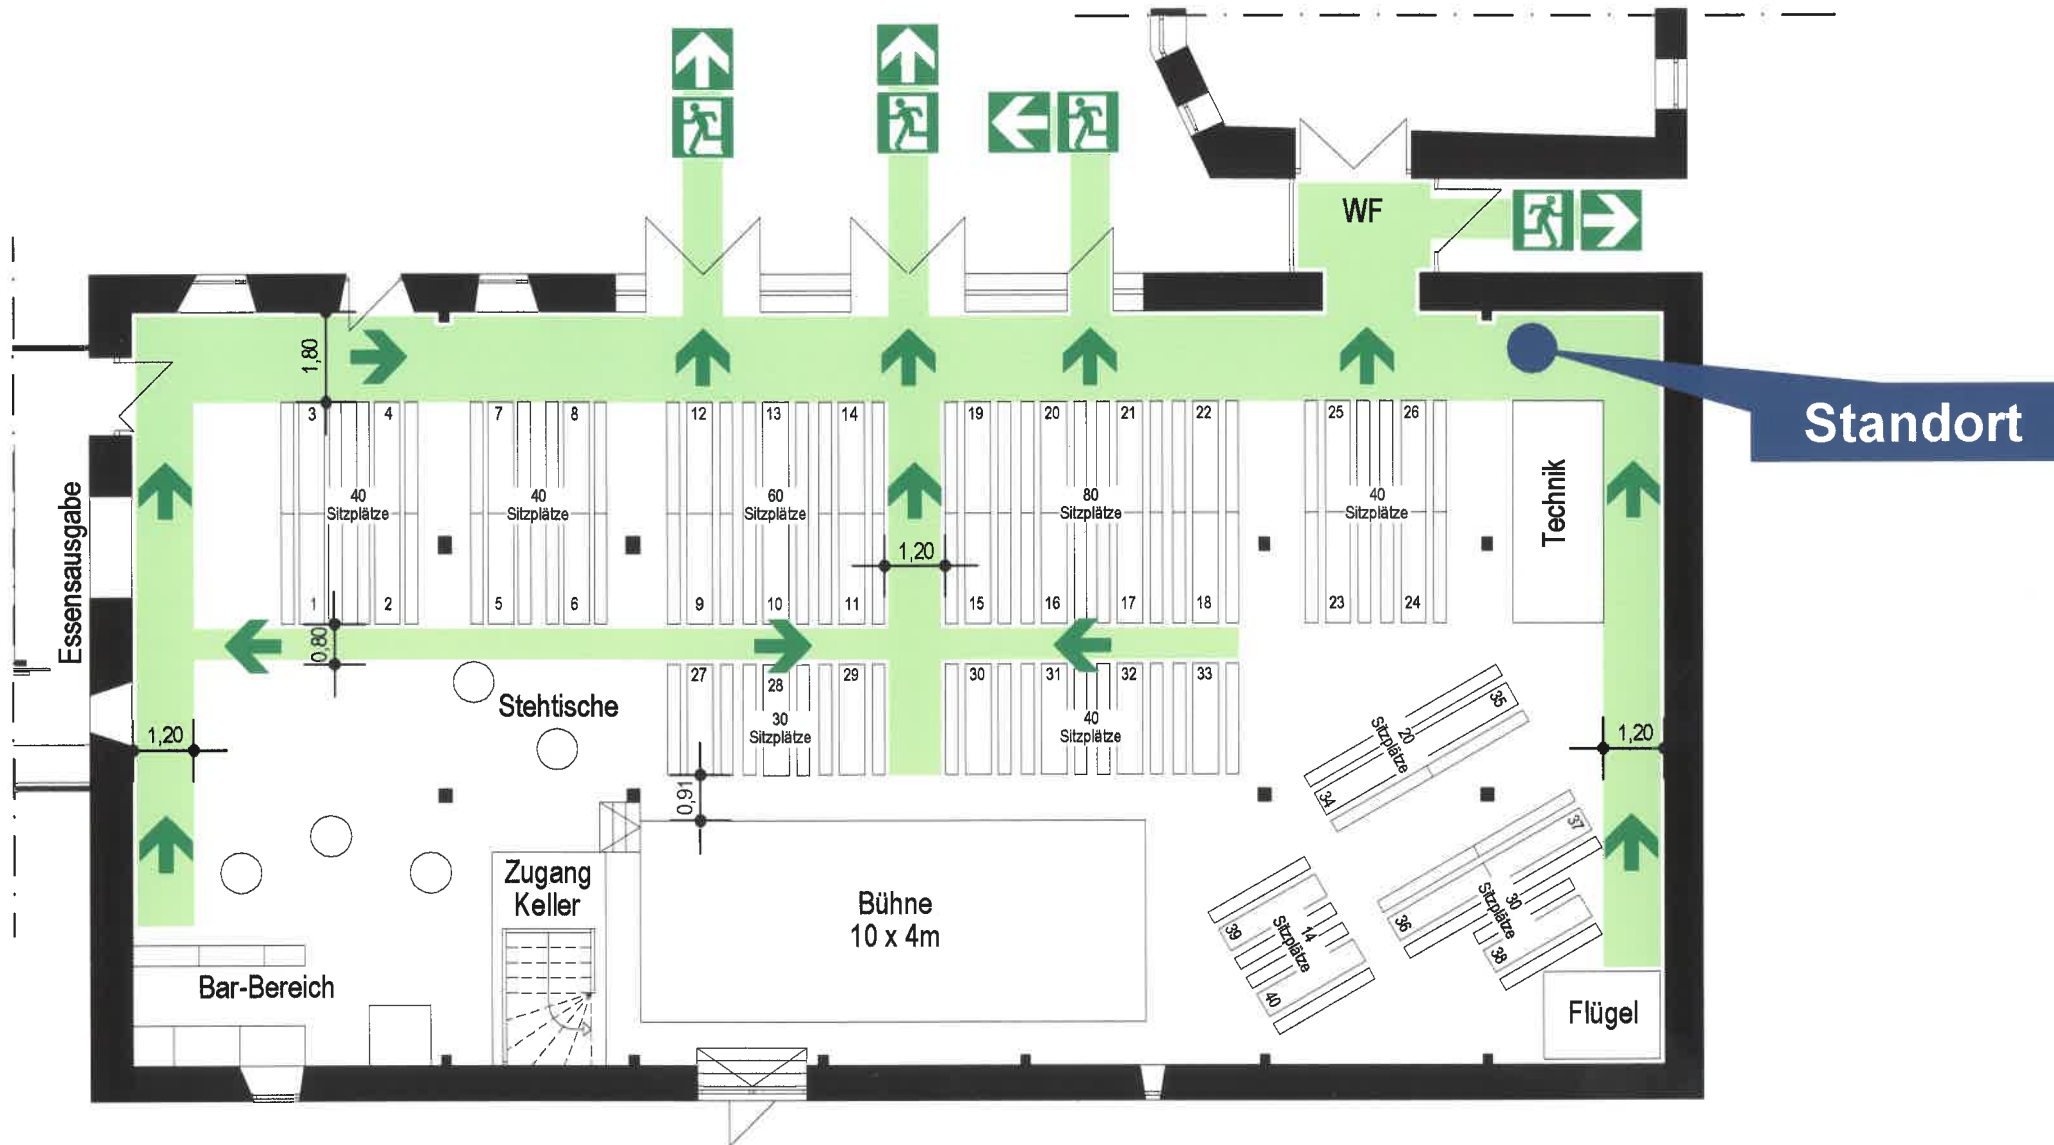 WF
1,80
Standort
3
4
7
8
12
13
14
19
20
21
22
25
26
40
Sitzplätze
40
Sitzplätze
60
Sitzplätze
80
Sitzplätze
40
Sitzplätze
Technik
Essensausgabe
1,20
1
2
5
6
9
10
11
15
16
17
18
23
24
0,80
27
28
29
30
31
32
33
30
Sitzplätze
40
Sitzplätze
Stehtische
1,20
1,20
35
20
Sitzplätze
34
0,91
37
30
Sitzplätze
36
38
39
14
Sitzplätze
40
Zugang
Keller
Bühne
10 x 4m
Bar-Bereich
Flügel